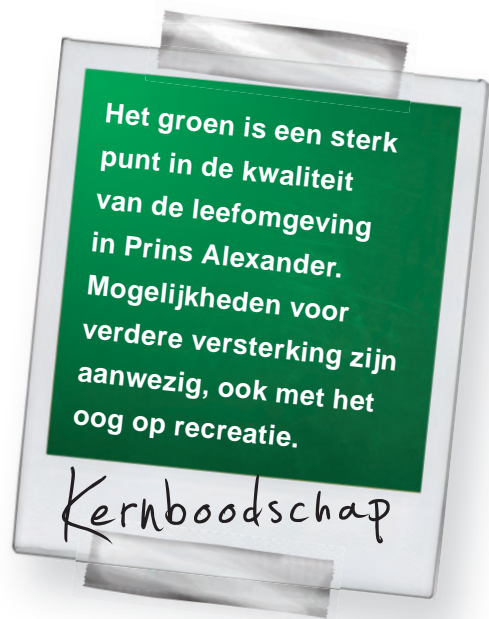 Het groen is een sterk
punt in de kwaliteit
van de leefomgeving
in Prins Alexander.
Mogelijkheden voor
verdere versterking zijn
aanwezig, ook met het
oog op recreatie.
Kernboodschap